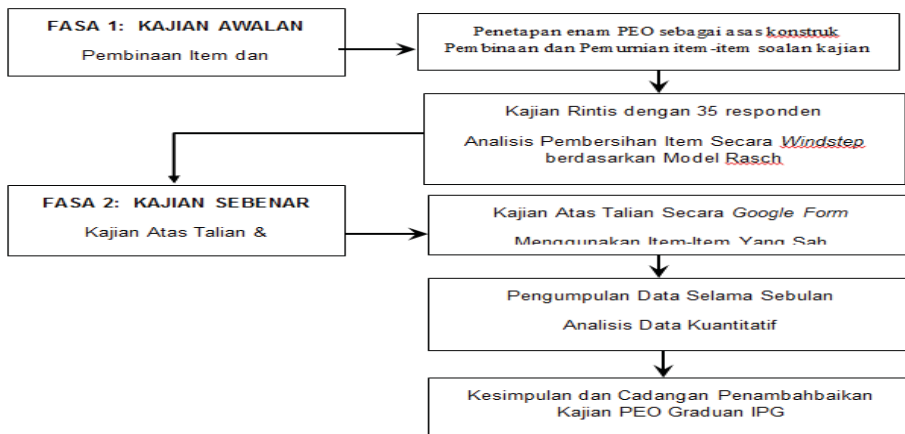 FASA 1: KAJIAN AWALAN
Pembinaan Item dan
Penetapan enam PEO sebagai asas konstruk
Pembinaan dan Pemurnian item-item soalan kajian
Kajian Rintis dengan 35 responden
Analisis Pembersihan Item Secara Windstep
berdasarkan Model Rasch
FASA 2: KAJIAN SEBENAR
Kajian Atas Talian &
Kajian Atas Talian Secara Google Form
Menggunakan Item-Item Yang Sah
Pengumpulan Data Selama Sebulan
Analisis Data Kuantitatif
Kesimpulan dan Cadangan Penambahbaikan
Kajian PEO Graduan IPG